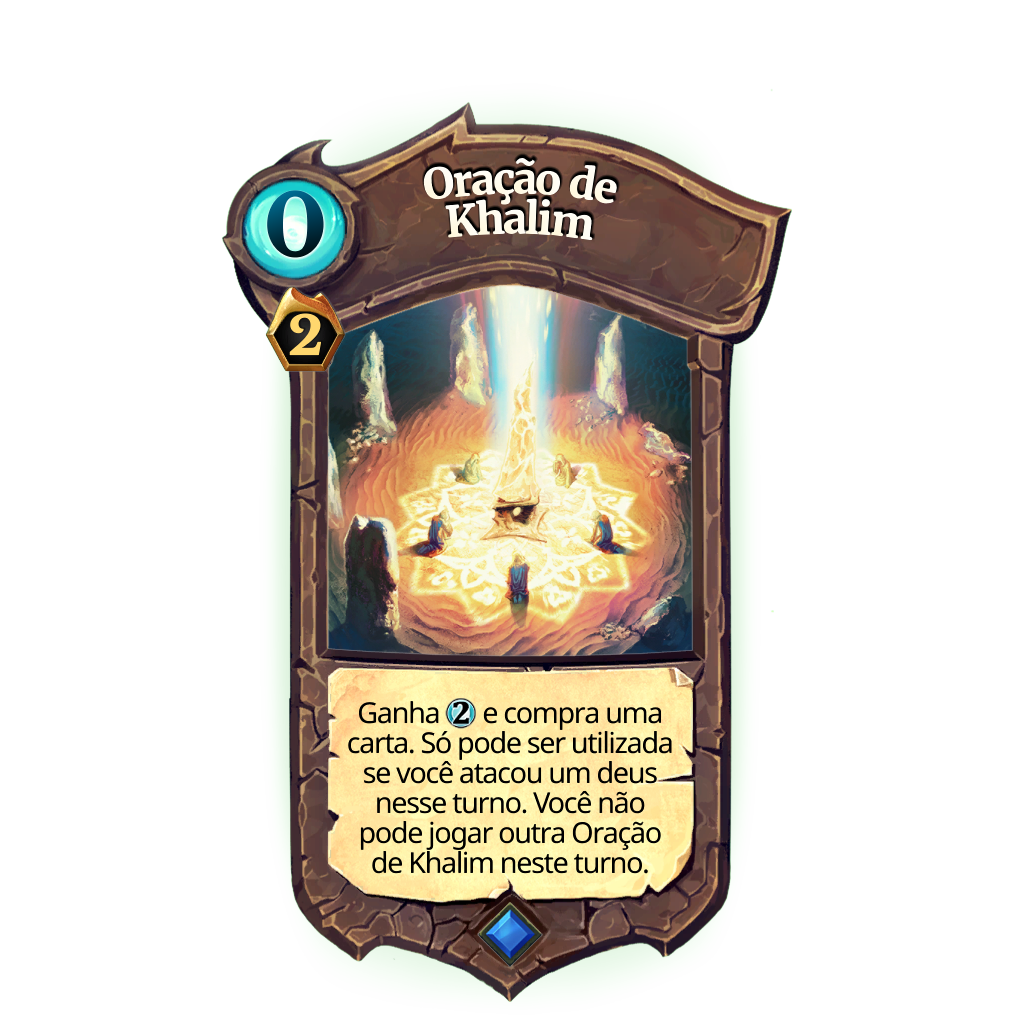 Oração de
Khalim
0
2
Ganha 2 e compra uma
carta. Só pode ser utilizada
se você atacou um deus
nesse turno. Você não
pode jogar outra Oração
de Khalim neste turno.